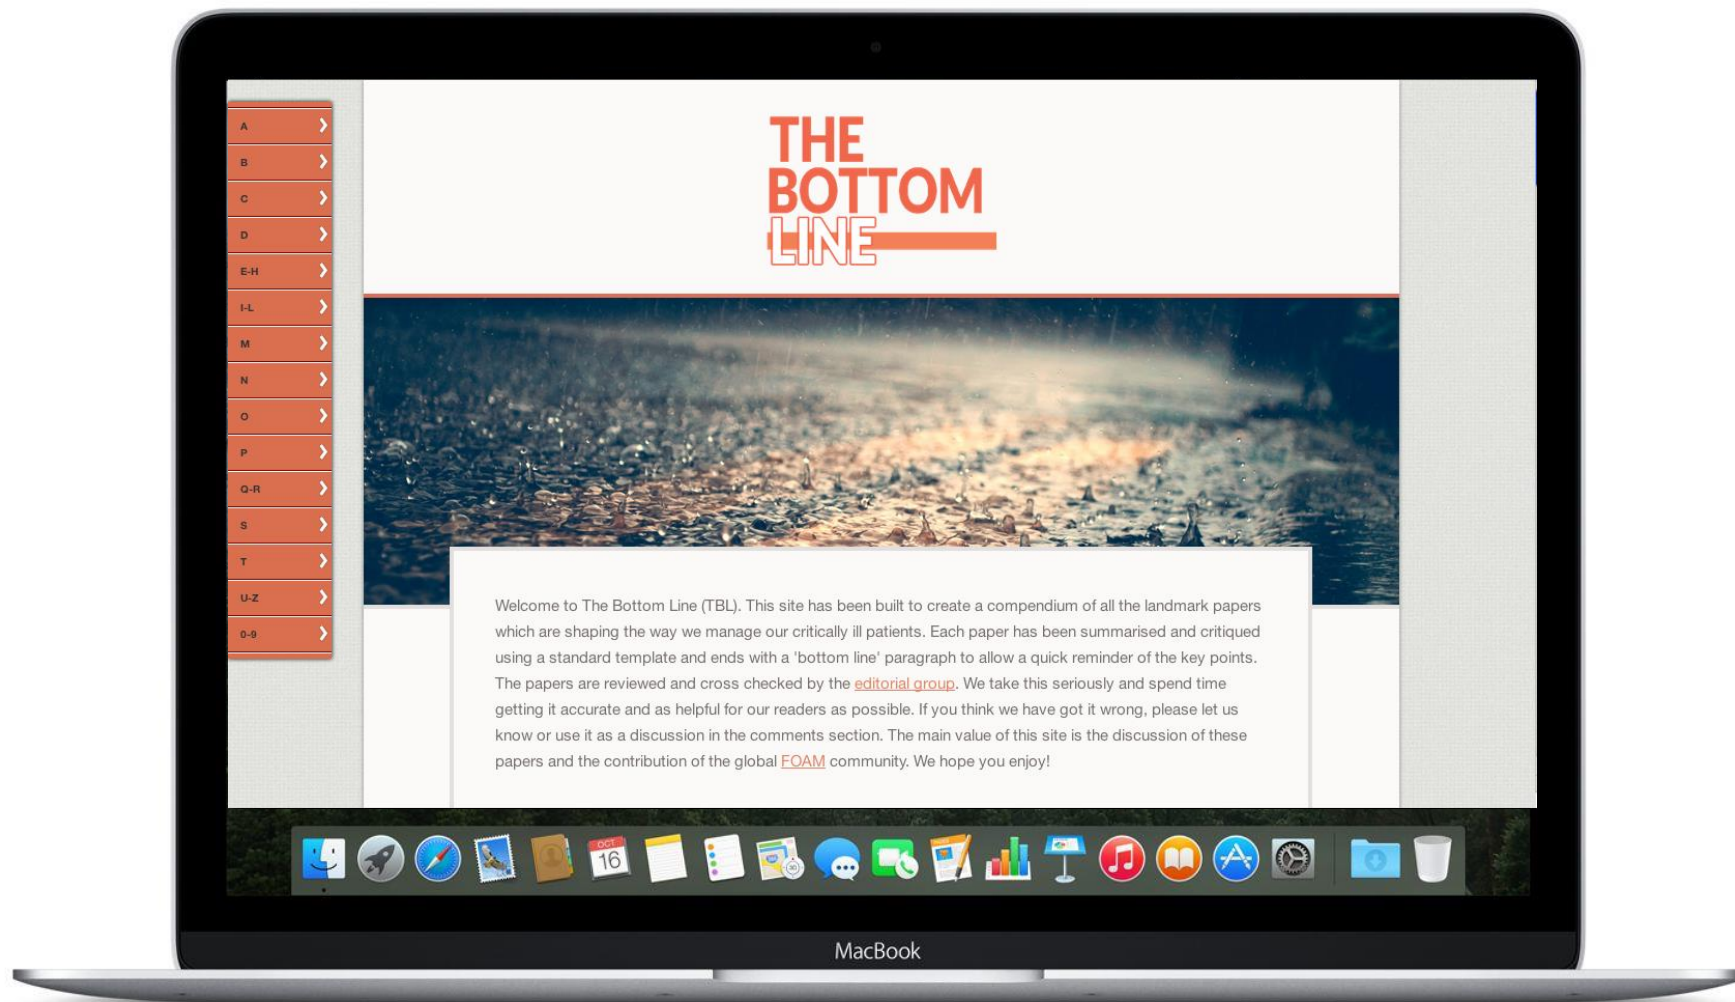 THE
BOTTOM
LINE
A
B
C
D
E-H
I-L
M
N
O
P
Q-R
S
T
U-Z
0-9
Welcome to The Bottom Line (TBL). This site has been built to create a compendium of all the landmark papers
which are shaping the way we manage our critically ill patients. Each paper has been summarised and critiqued
using a standard template and ends with a 'bottom line' paragraph to allow a quick reminder of the key points.
The papers are reviewed and cross checked by the editorial group. We take this seriously and spend time
getting it accurate and as helpful for our readers as possible. If you think we have got it wrong, please let us
know or use it as a discussion in the comments section. The main value of this site is the discussion of these
papers and the contribution of the global FOAM community. We hope you enjoy!
OCT
16
MacBook